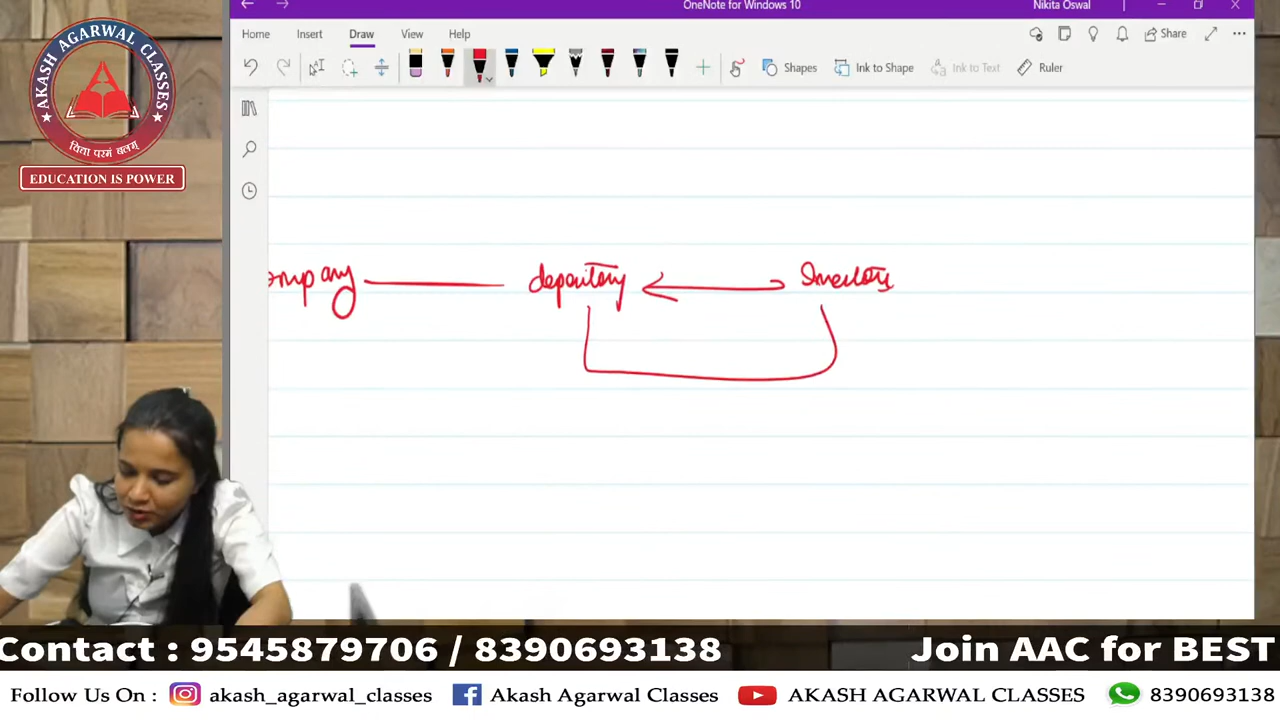 OneNote for Windows 10
Nikita Oswal
Home Insert Draw View Help
Share
Shapes Ink to Shape Ink to Text Ruler
AKASH AGARWAL CLASSES
विद्या परमं बलम्
EDUCATION IS POWER
ompany depository Investors
Contact : 9545879706 / 8390693138 Join AAC for BEST
Follow Us On : akash_agarwal_classes Akash Agarwal Classes AKASH AGARWAL CLASSES 8390693138